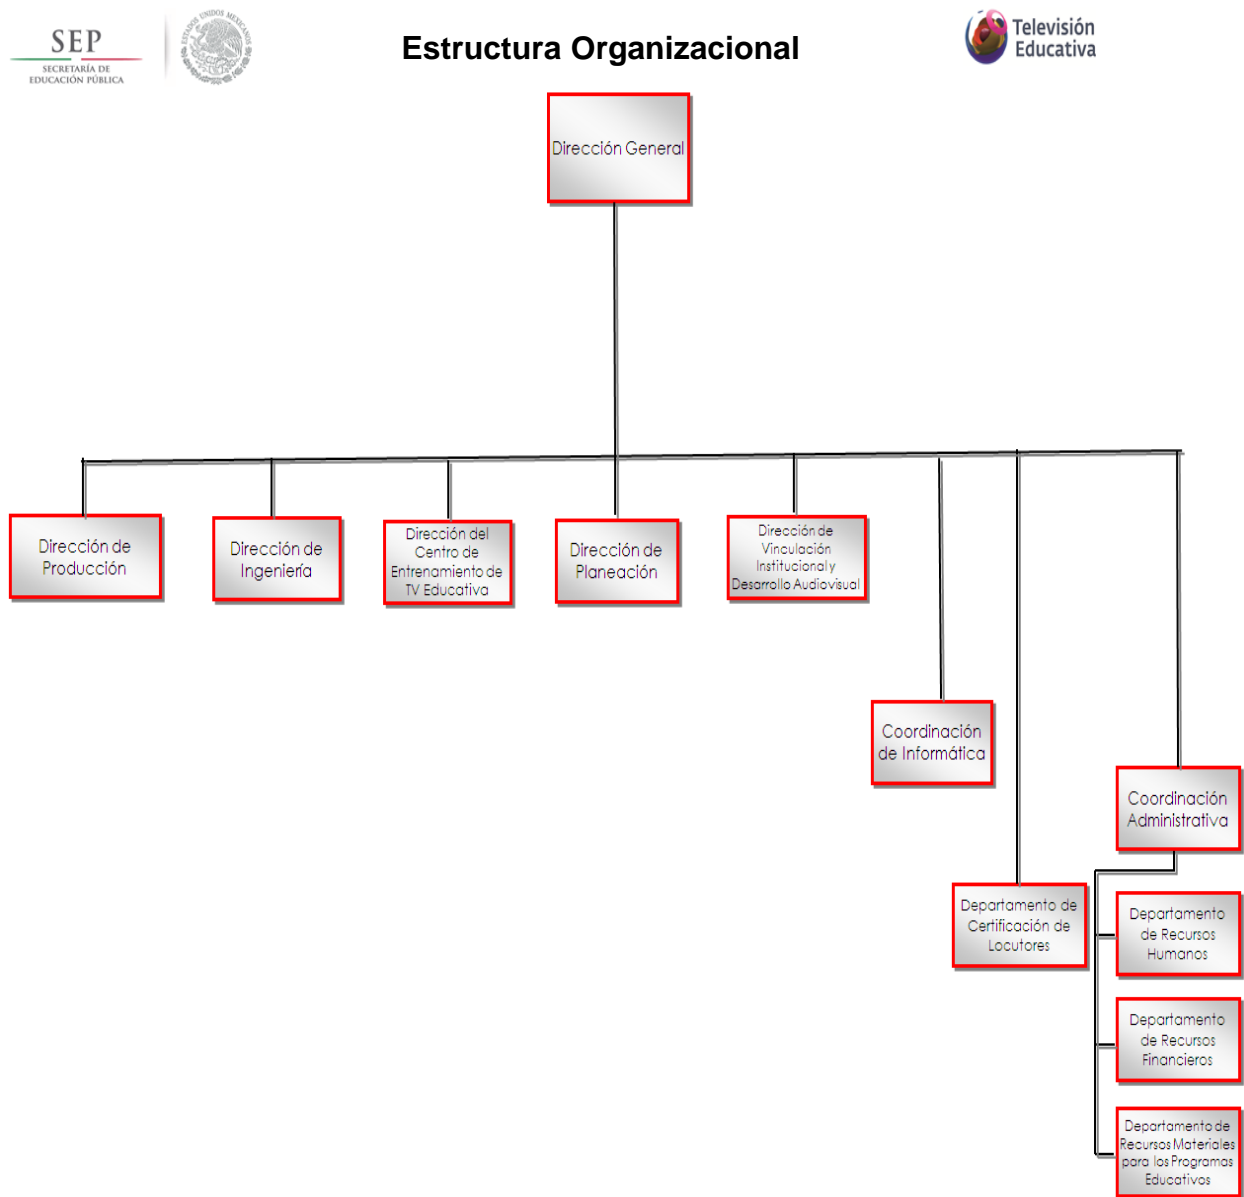 SEP
SECRETARÍA DE
EDUCACIÓN PÚBLICA
ESTADOS UNIDOS MEXICANOS
Estructura Organizacional
Televisión
Educativa
Dirección General
Dirección de
Producción
Dirección de
Ingeniería
Dirección del
Centro de
Entrenamiento de
TV Educativa
Dirección de
Planeación
Dirección de
Vinculación
Institucional y
Desarrollo Audiovisual
Coordinación
de Informática
Coordinación
Administrativa
Departamento de
Certificación de
Locutores
Departamento
de Recursos
Humanos
Departamento
de Recursos
Financieros
Departamento de
Recursos Materiales
para los Programas
Educativos